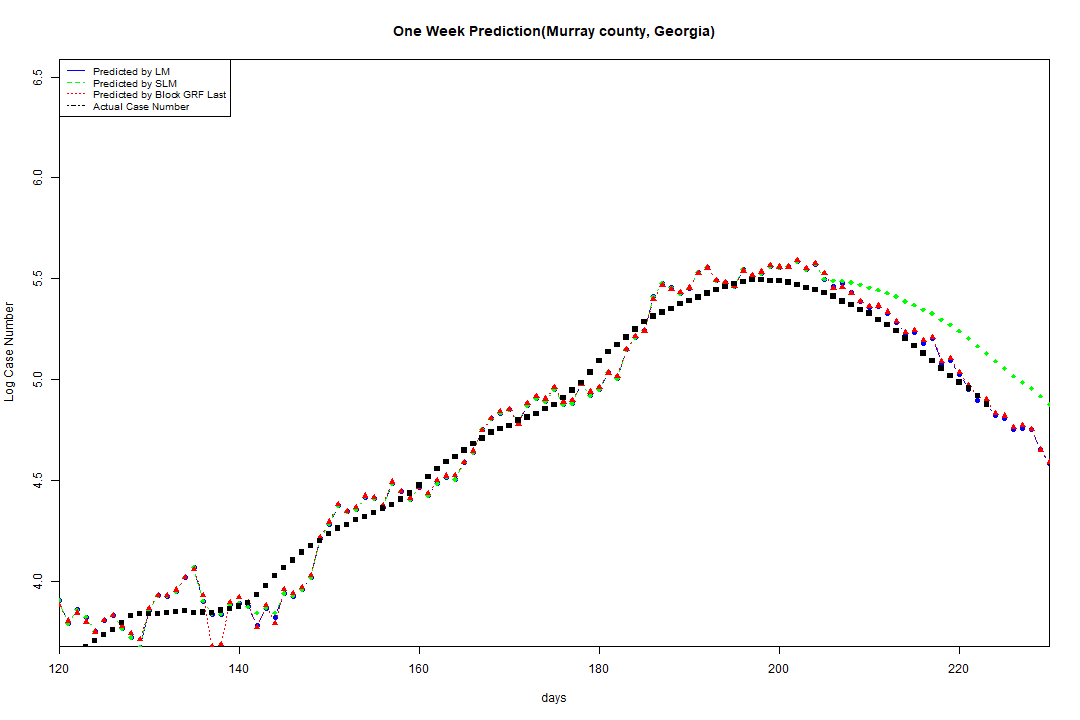 One Week Prediction(Murray county, Georgia)
Predicted by LM
Predicted by SLM
Predicted by Block GRF Last
Actual Case Number
6.5
6.0
5.5
5.0
4.5
4.0
Log Case Number
120 140 160 180 200 220
days